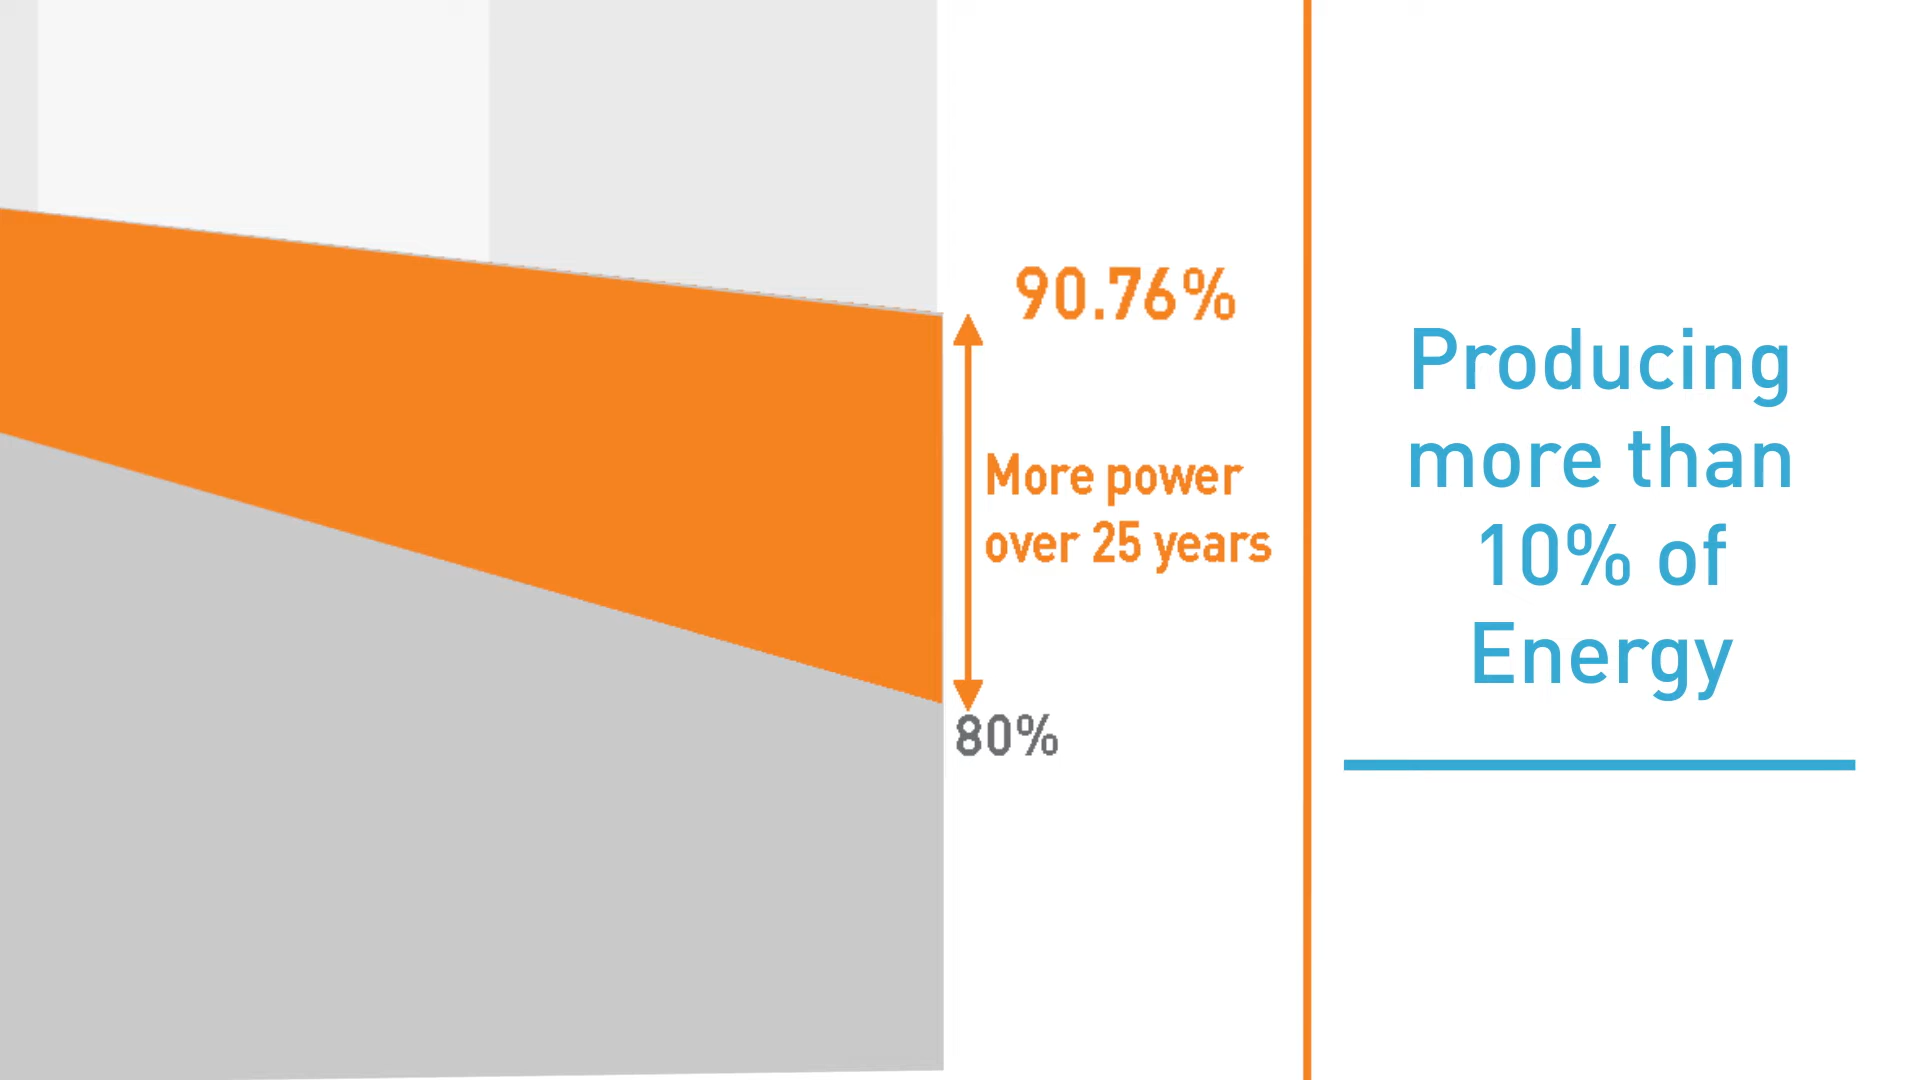 90.76%
More power
over 25 years
80%
Producing
more than
10% of
Energy